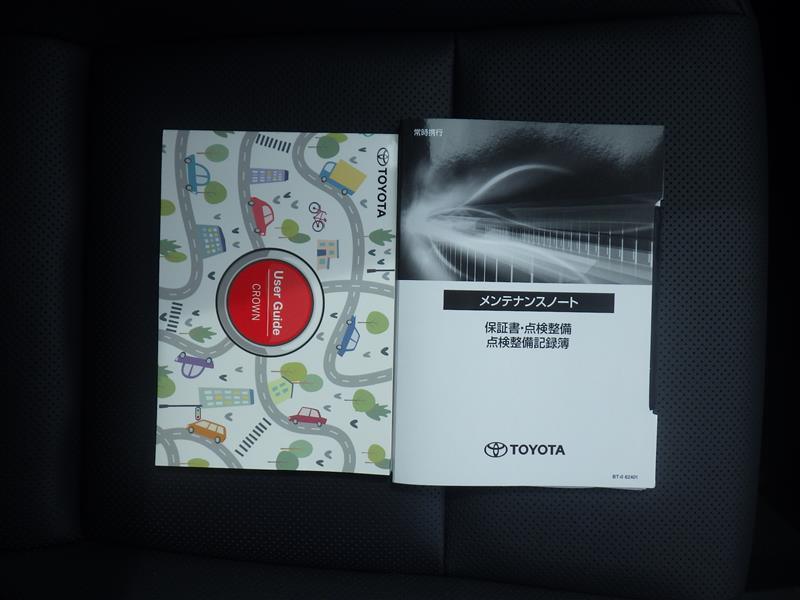 TOYOTA
User Guide
CROWN
常時携行
メンテナンスノート
保証書・点検整備
点検整備記録簿
TOYOTA